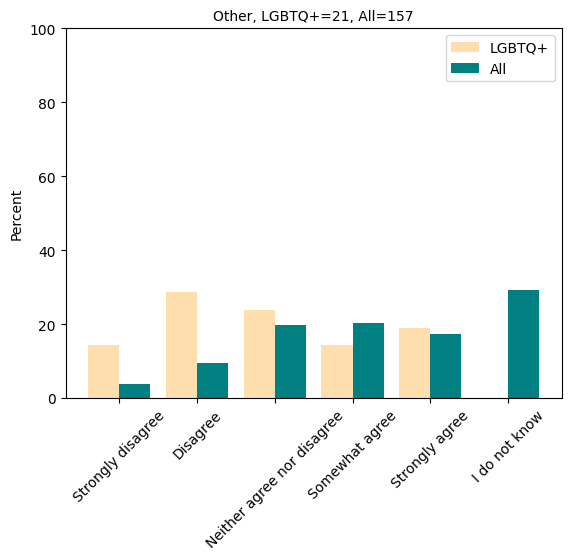 Other, LGBTQ+=21, All=157
LGBTQ+
All
Percent
100
80
60
40
20
0
Strongly disagree
Disagree
Neither agree nor disagree
Somewhat agree
Strongly agree
I do not know